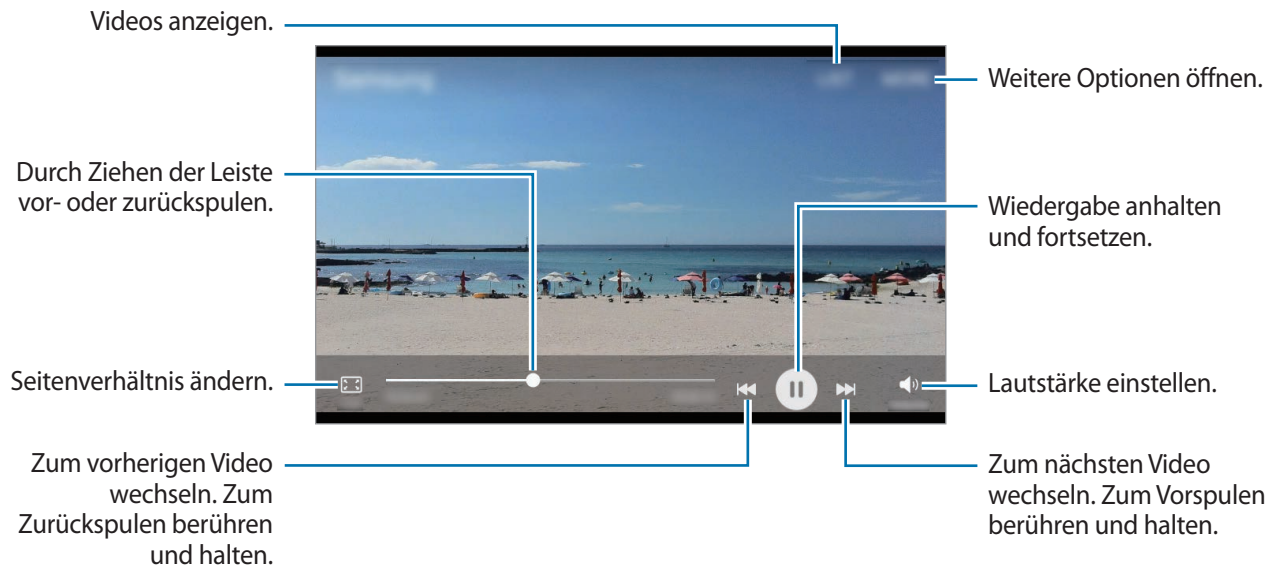 Videos anzeigen.
Weitere Optionen öffnen.
Durch Ziehen der Leiste
vor- oder zurückspulen.
Wiedergabe anhalten
und fortsetzen.
Seitenverhältnis ändern.
Lautstärke einstellen.
Zum vorherigen Video
wechseln. Zum
Zurückspulen berühren
und halten.
Zum nächsten Video
wechseln. Zum Vorspulen
berühren und halten.